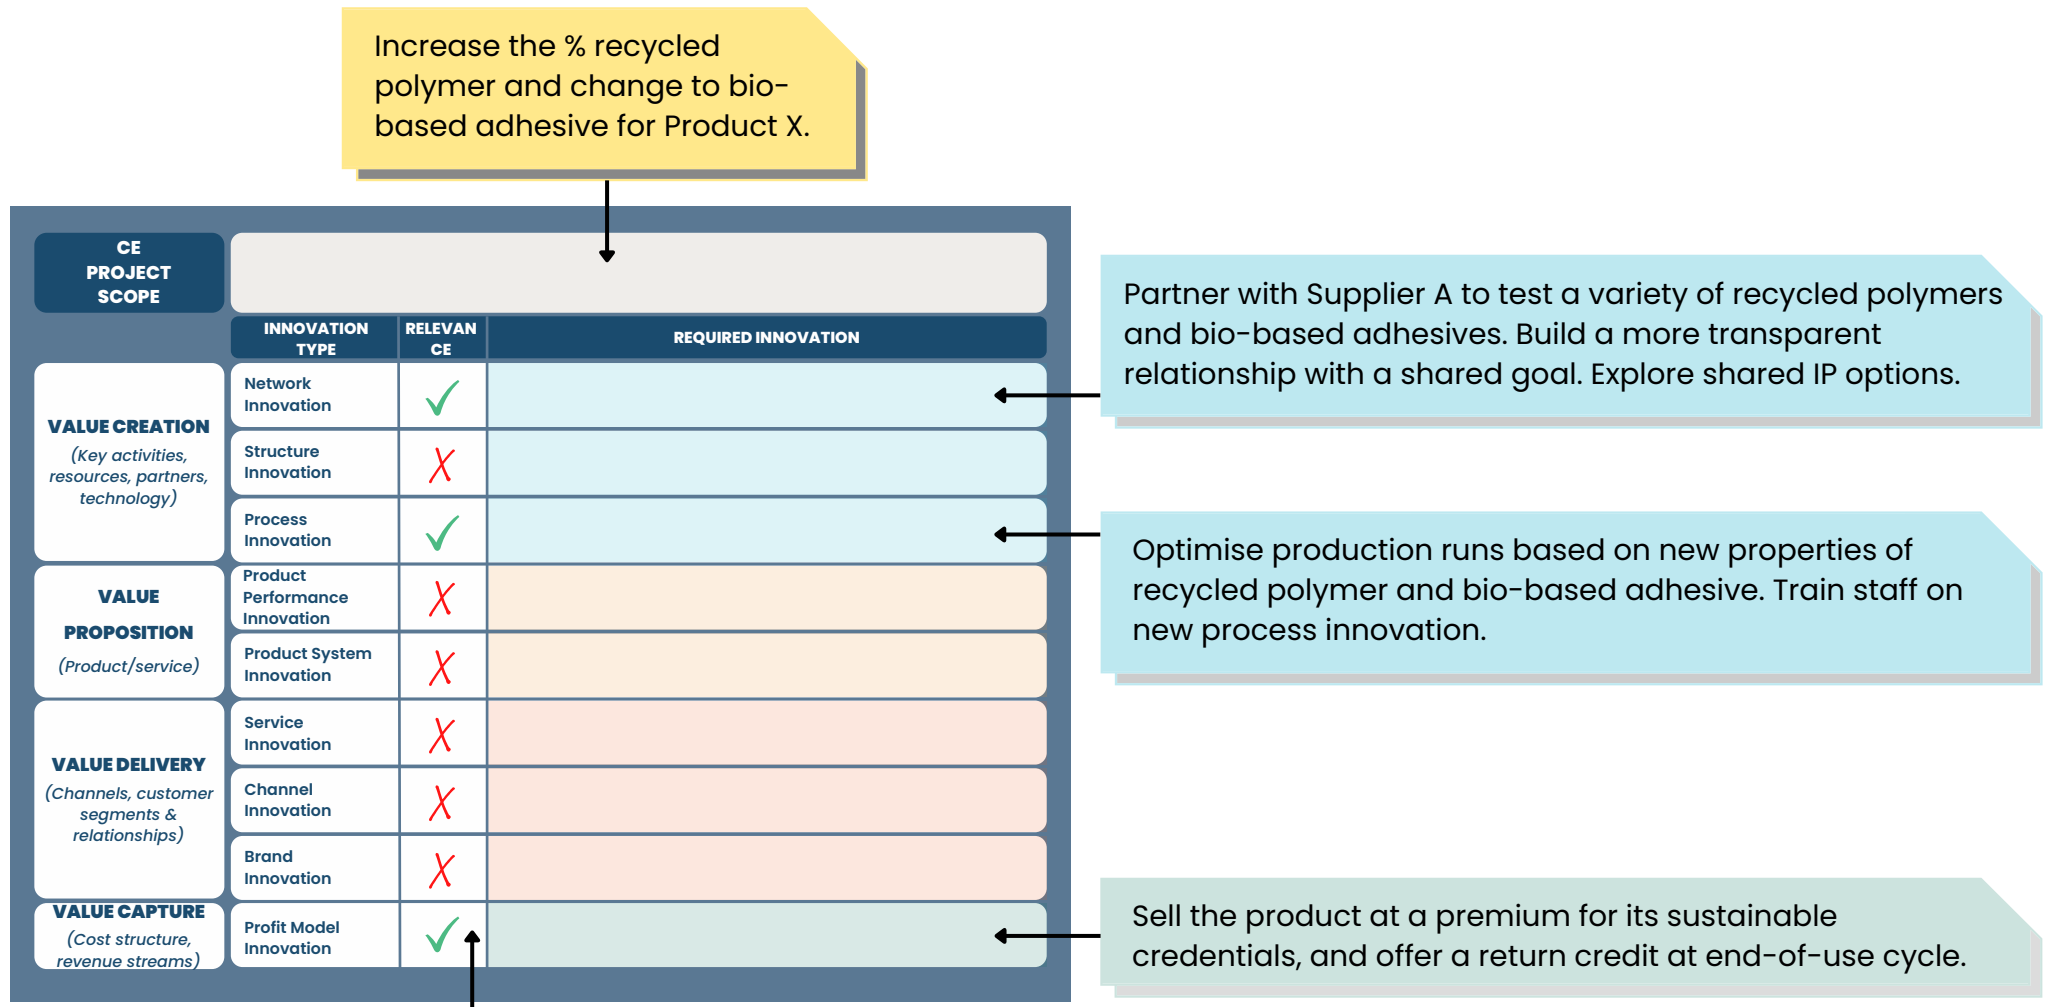 Increase the % recycled
polymer and change to bio-
based adhesive for Product X.
CE
PROJECT
SCOPE
INNOVATION
TYPE
RELEVAN
CE
REQUIRED INNOVATION
VALUE CREATION
(Key activities,
resources, partners,
technology)
Network
Innovation
Structure
Innovation
Process
Innovation
VALUE
PROPOSITION
(Product/service)
Product
Performance
Innovation
Product System
Innovation
VALUE DELIVERY
(Channels, customer
segments &
relationships)
Service
Innovation
Channel
Innovation
Brand
Innovation
VALUE CAPTURE
(Cost structure,
revenue streams)
Profit Model
Innovation
Partner with Supplier A to test a variety of recycled polymers
and bio-based adhesives. Build a more transparent
relationship with a shared goal. Explore shared IP options.
Optimise production runs based on new properties of
recycled polymer and bio-based adhesive. Train staff on
new process innovation.
Sell the product at a premium for its sustainable
credentials, and offer a return credit at end-of-use cycle.